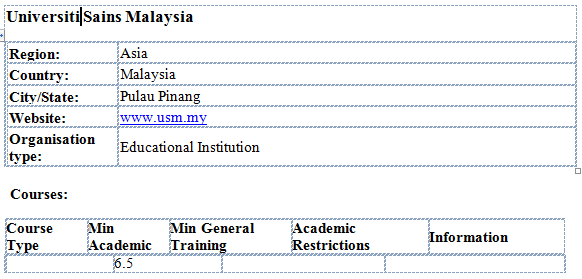 Universiti Sains Malaysia
Region: Asia
Country: Malaysia
City/State: Pulau Pinang
Website: www.usm.my
Organisation type: Educational Institution
Courses:
Course Type Min Academic Min General Training Academic Restrictions Information
6.5